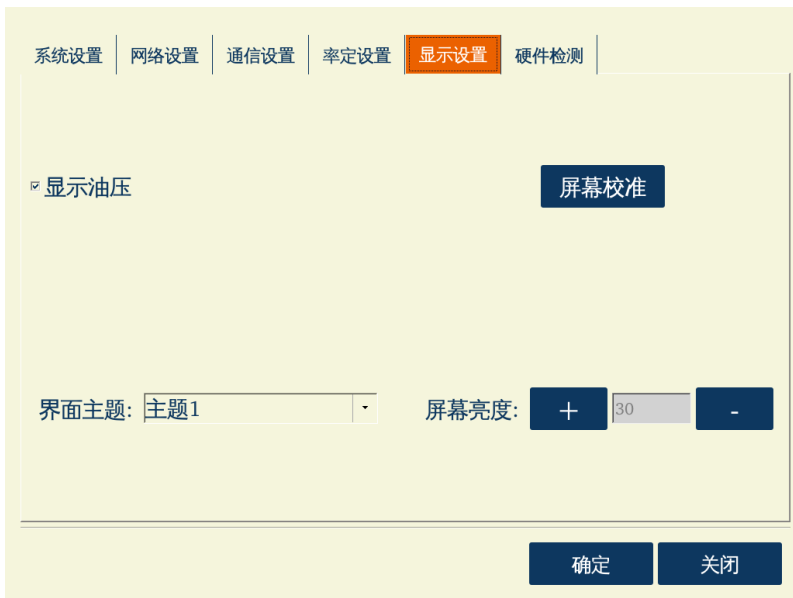 系统设置 网络设置 通信设置 率定设置 显示设置 硬件检测
显示油压 屏幕校准
界面主题: 主题1 屏幕亮度: + 30 -
确定 关闭